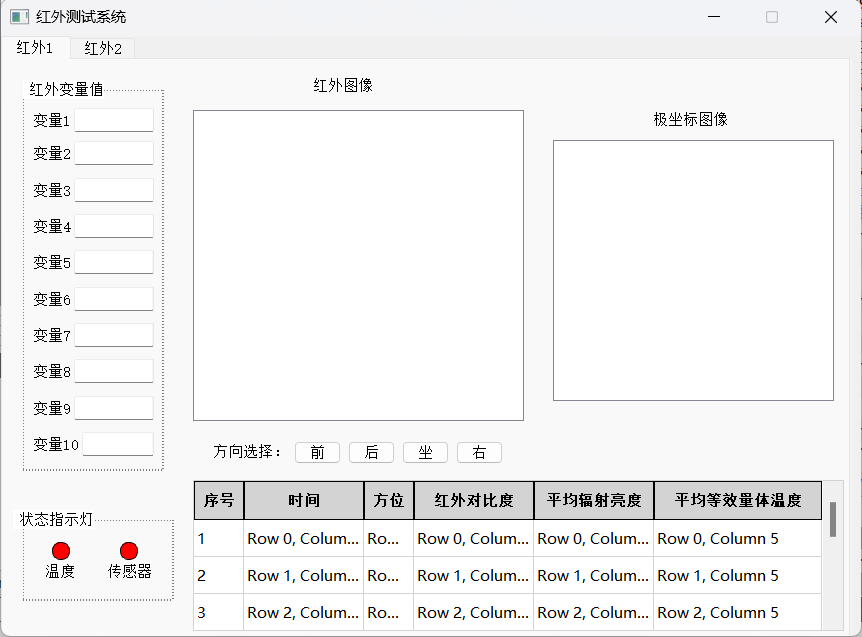 红外测试系统
红外1 红外2
红外变量值
变量1
变量2
变量3
变量4
变量5
变量6
变量7
变量8
变量9
变量10
状态指示灯
温度 传感器
红外图像
极坐标图像
方向选择： 前 后 坐 右
序号 时间 方位 红外对比度 平均辐射亮度 平均等效量体温度
1 Row 0, Colum... Ro... Row 0, Colum... Row 0, Colum... Row 0, Column 5
2 Row 1, Colum... Ro... Row 1, Colum... Row 1, Colum... Row 1, Column 5
3 Row 2, Colum... Ro... Row 2, Colum... Row 2, Colum... Row 2, Column 5